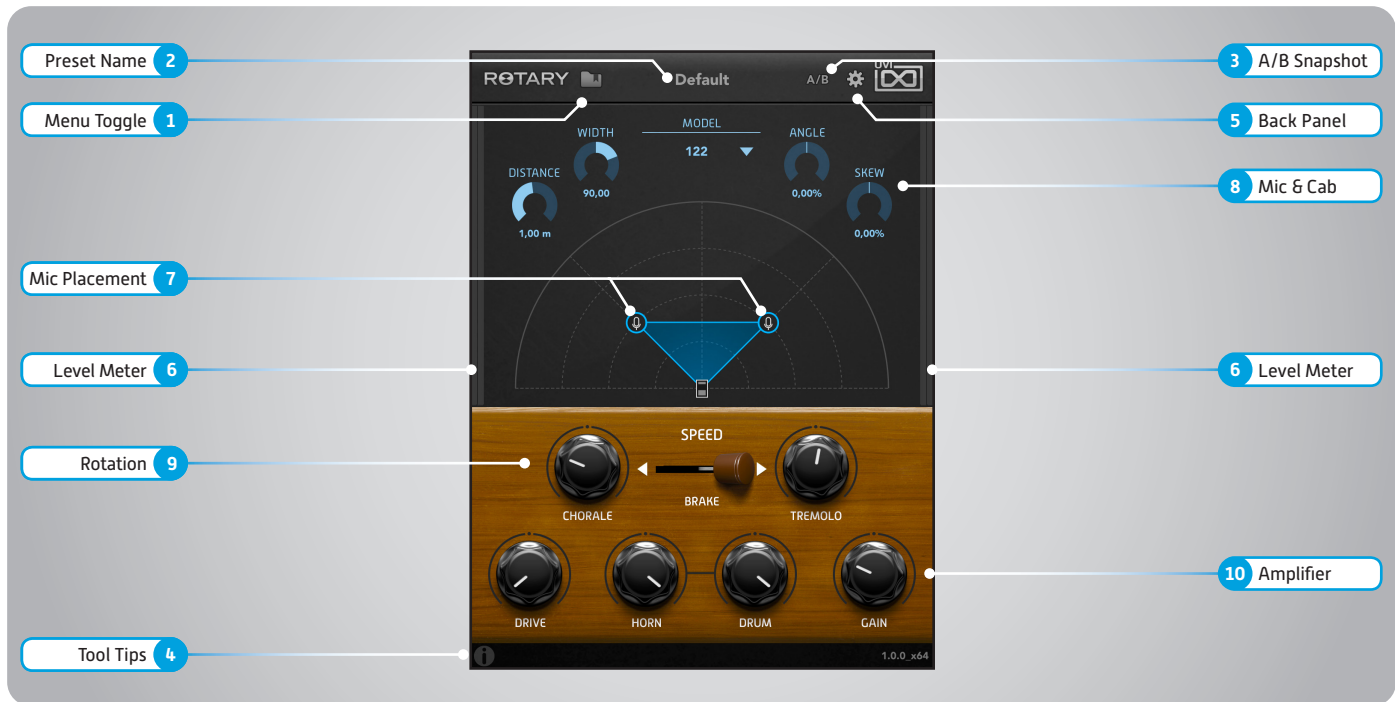 Preset Name 2
3 A/B Snapshot
ROTARY Default A/B UVI
Menu Toggle 1
5 Back Panel
MODEL
WIDTH ANGLE
122
DISTANCE SKEW
8 Mic & Cab
90,00 0,00%
1,00 m 0,00%
Mic Placement 7
Level Meter 6
6 Level Meter
SPEED
Rotation 9
BRAKE
CHORALE TREMOLO
10 Amplifier
DRIVE HORN DRUM GAIN
Tool Tips 4
1.0.0_x64